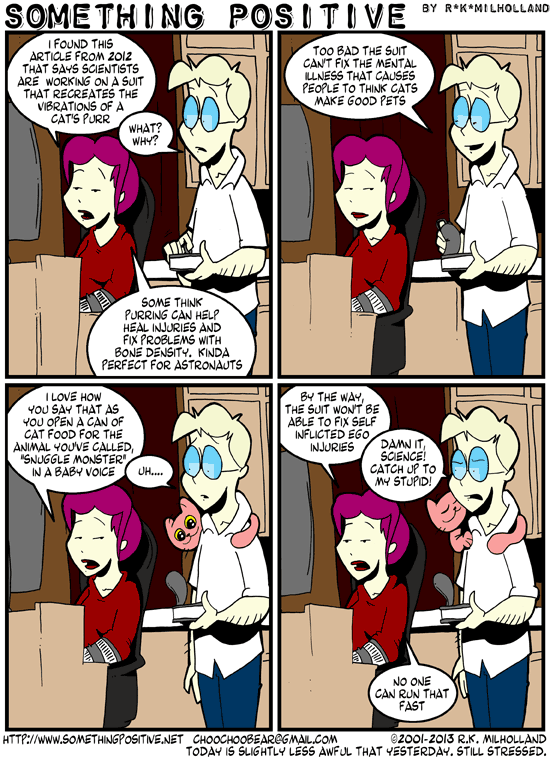 SOMETHING POSITIVE BY R*K*MILHOLLAND
I FOUND THIS
ARTICLE FROM 2012
THAT SAYS SCIENTISTS
ARE WORKING ON A SUIT
THAT RECREATES THE
VIBRATIONS OF A
CAT'S PURR
WHAT?
WHY?
SOME THINK
PURRING CAN HELP
HEAL INJURIES AND
FIX PROBLEMS WITH
BONE DENSITY. KINDA
PERFECT FOR ASTRONAUTS
TOO BAD THE SUIT
CAN'T FIX THE MENTAL
ILLNESS THAT CAUSES
PEOPLE TO THINK CATS
MAKE GOOD PETS
I LOVE HOW
YOU SAY THAT AS
YOU OPEN A CAN OF
CAT FOOD FOR THE
ANIMAL YOU'VE CALLED,
"SNUGGLE MONSTER"
IN A BABY VOICE
UH....
BY THE WAY,
THE SUIT WON'T BE
ABLE TO FIX SELF
INFLICTED EGO
INJURIES
DAMN IT,
SCIENCE!
CATCH UP TO
MY STUPID!
NO ONE
CAN RUN THAT
FAST
HTTP://WWW.SOMETHINGPOSITIVE.NET CHOOCHOOBEAR@GMAIL.COM ©2001-2013 R.K. MILHOLLAND
TODAY IS SLIGHTLY LESS AWFUL THAT YESTERDAY. STILL STRESSED.